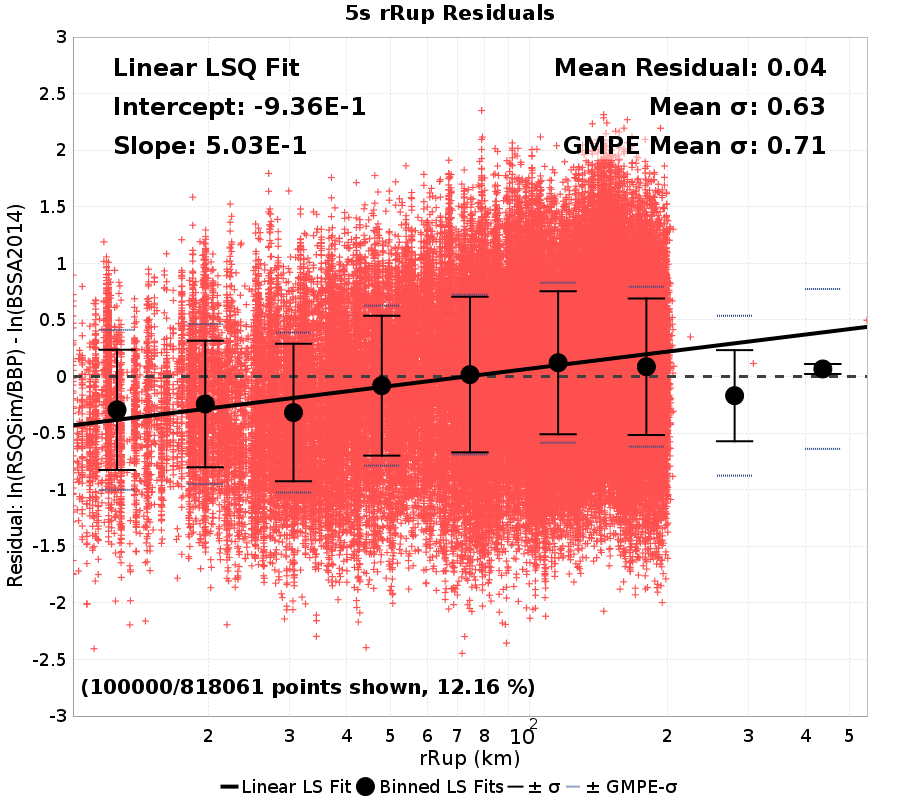 5s rRup Residuals
Linear LSQ Fit
Intercept: -9.36E-1
Slope: 5.03E-1
Mean Residual: 0.04
Mean σ: 0.63
GMPE Mean σ: 0.71
3
2.5
2
1.5
1
0.5
0
-0.5
-1
-1.5
-2
-2.5
-3
Residual: ln(RSQSim/BBP) - ln(BSSA2014)
(100000/818061 points shown, 12.16 %)
2 3 4 5 6 7 8 10² 2 3 4 5
rRup (km)
Linear LS Fit Binned LS Fits ± σ ± GMPE-σ